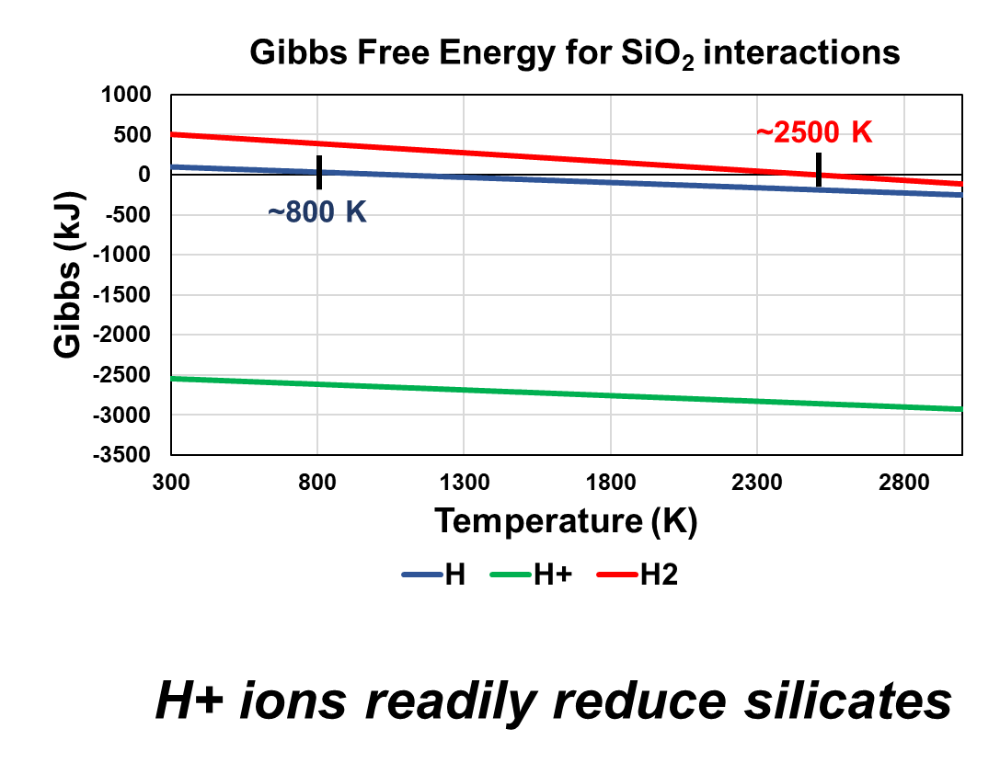 Gibbs Free Energy for SiO₂ interactions
1000
500
0
-500
-1000
-1500
-2000
-2500
-3000
-3500
Gibbs (kJ)
~2500 K
~800 K
300 800 1300 1800 2300 2800
Temperature (K)
H H+ H2
H+ ions readily reduce silicates